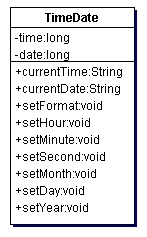 TimeDate
-time:long
-date:long
+currentTime:String
+currentDate:String
+setFormat:void
+setHour:void
+setMinute:void
+setSecond:void
+setMonth:void
+setDay:void
+setYear:void